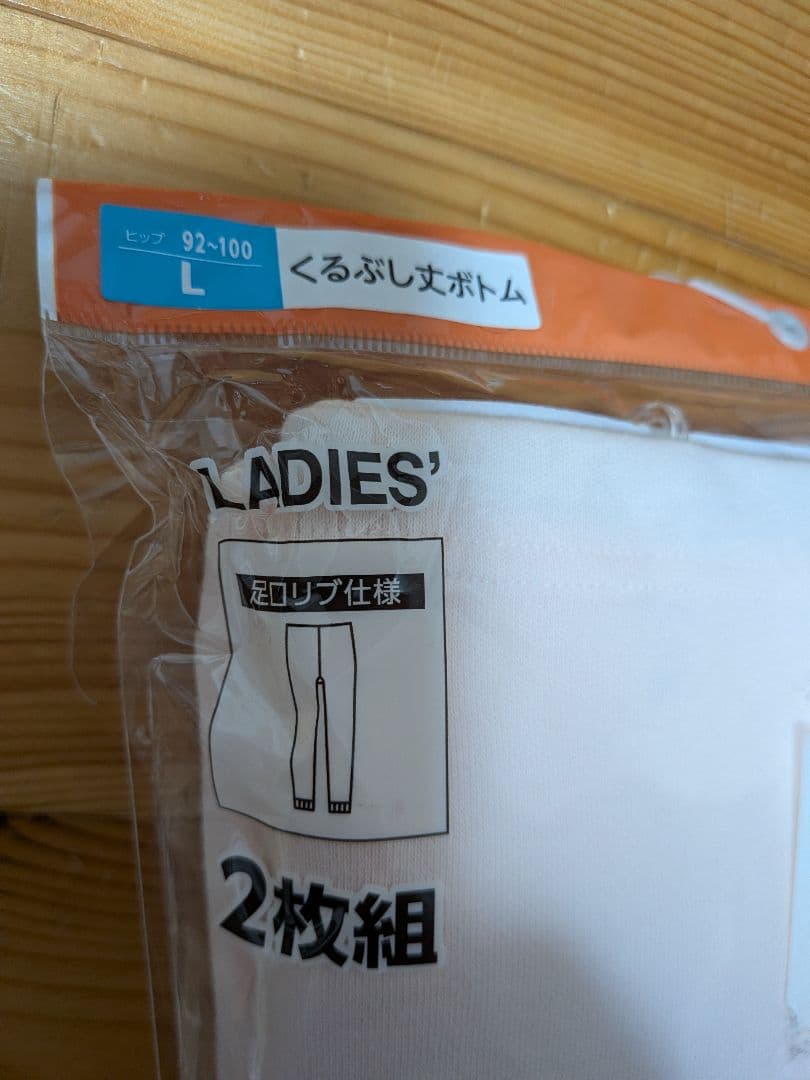 ヒップ 92~100
L
くるぶし丈ボトム
LADIES'
足口リブ仕様
2枚組